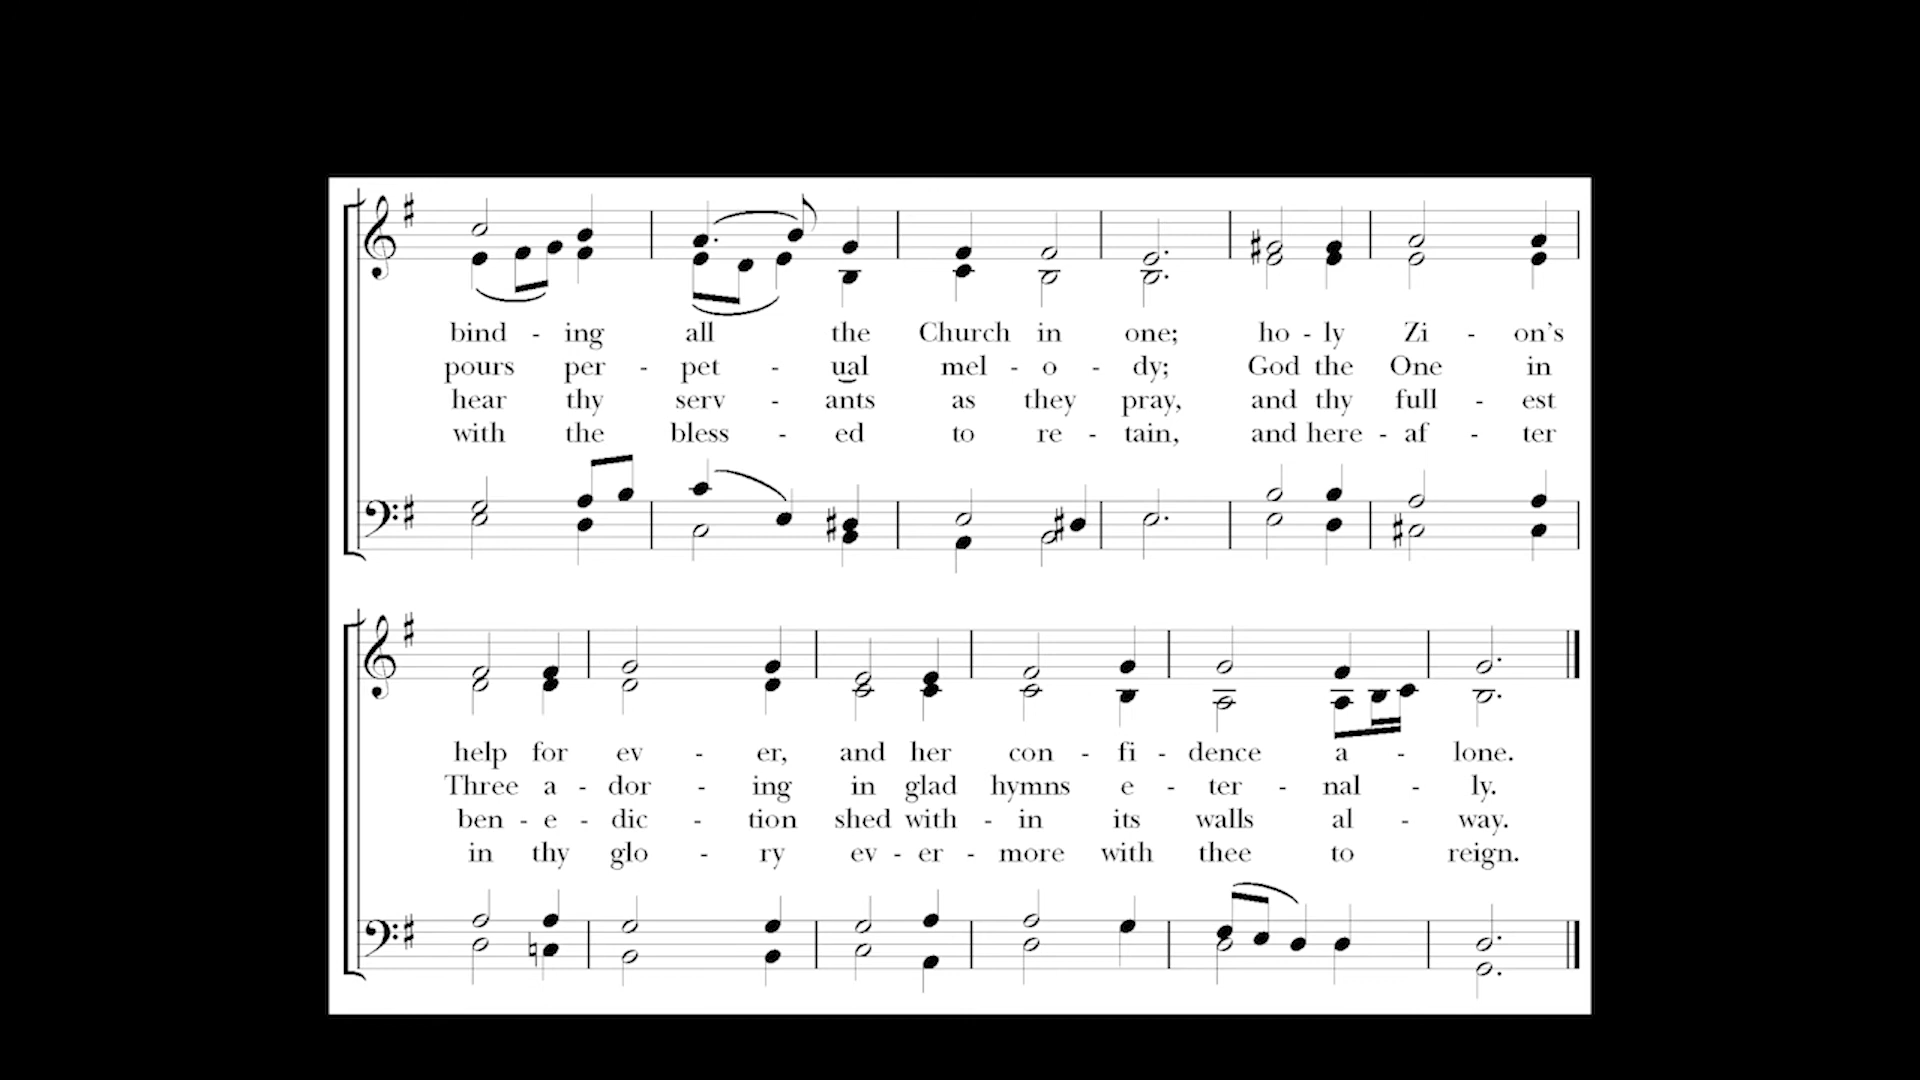 bind - ing all the Church in one; ho - ly Zi - on's
pours per - pet - ual mel - o - dy; God the One in
hear thy serv - ants as they pray, and thy full - est
with the bless - ed to re - tain, and here - af - ter
help for ev - er, and her con - fi - dence a - lone.
Three a - dor - ing in glad hymns e - ter - nal - ly.
ben - e - dic - tion shed with - in its walls al - way.
in thy glo - ry ev - er - more with thee to reign.